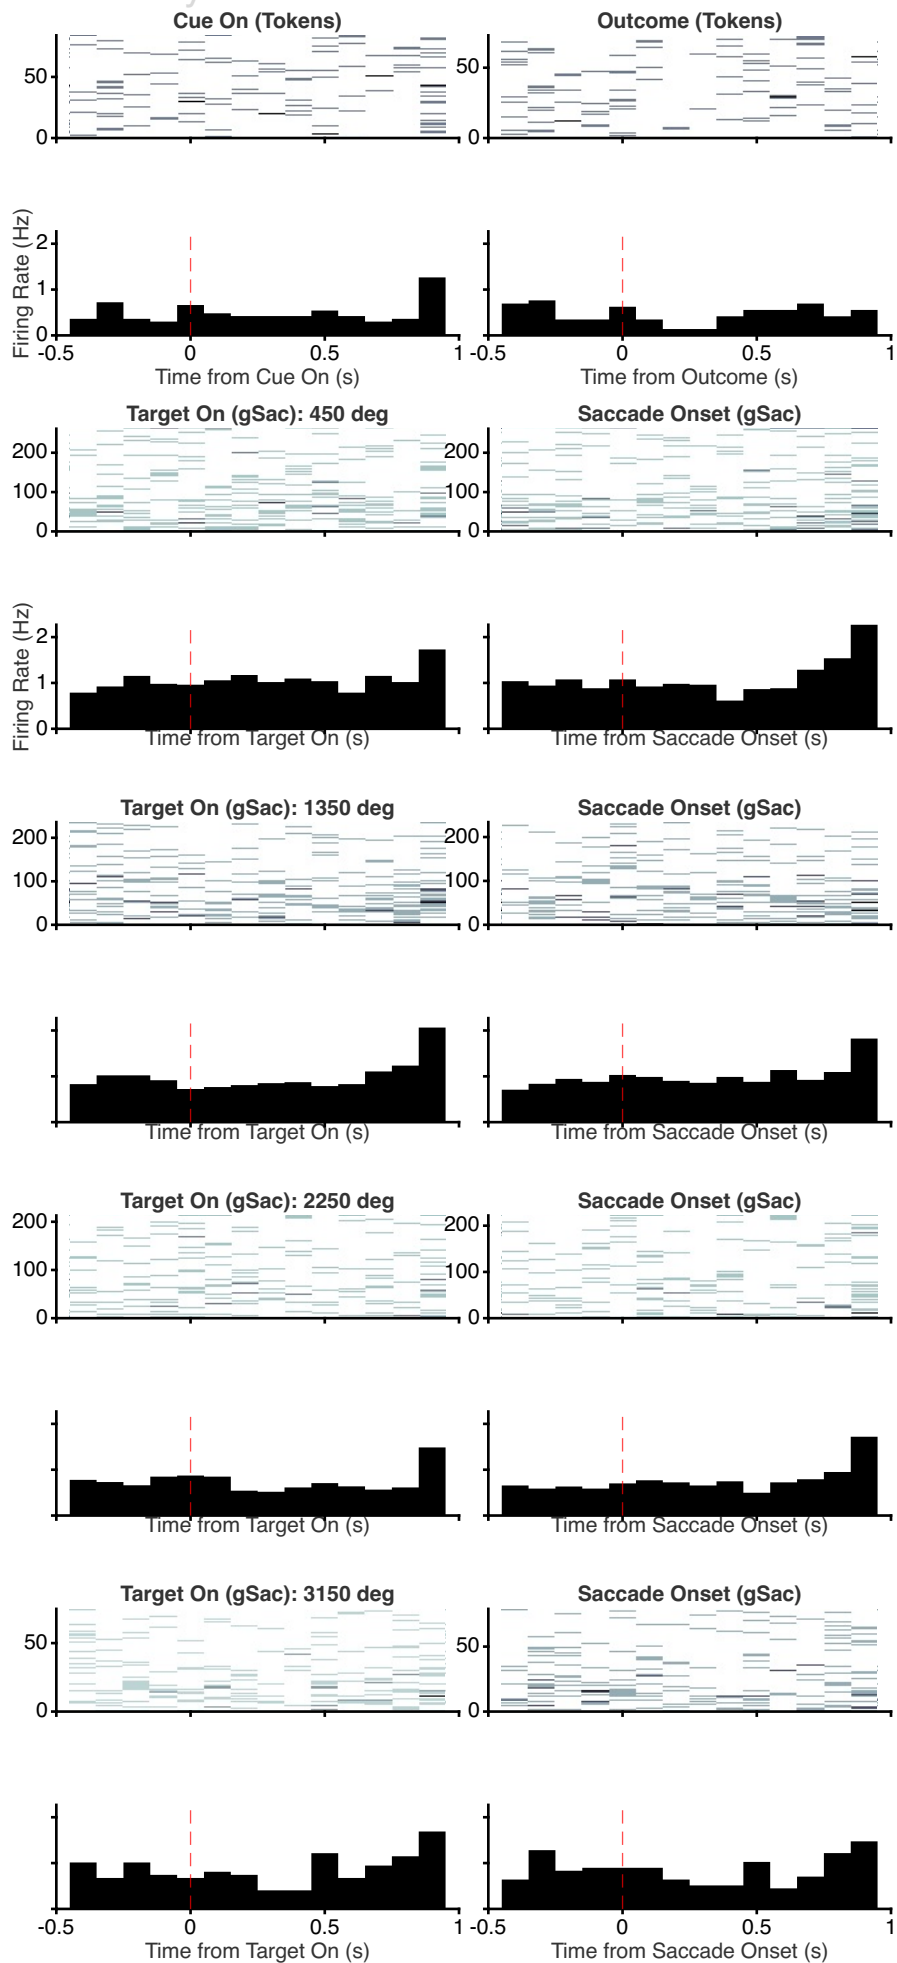 Cue On (Tokens)
Outcome (Tokens)
50
0
50
0
Firing Rate (Hz)
2
1
0
-0.5 0 0.5 1
-0.5 0 0.5 1
Time from Cue On (s)
Time from Outcome (s)
Target On (gSac): 450 deg
Saccade Onset (gSac)
200
100
0
200
100
0
Firing Rate (Hz)
2
1
0
Time from Target On (s)
Time from Saccade Onset (s)
Target On (gSac): 1350 deg
Saccade Onset (gSac)
200
100
0
200
100
0
Time from Target On (s)
Time from Saccade Onset (s)
Target On (gSac): 2250 deg
Saccade Onset (gSac)
200
100
0
200
100
0
Time from Target On (s)
Time from Saccade Onset (s)
Target On (gSac): 3150 deg
Saccade Onset (gSac)
50
0
50
0
-0.5 0 0.5 1
-0.5 0 0.5 1
Time from Target On (s)
Time from Saccade Onset (s)